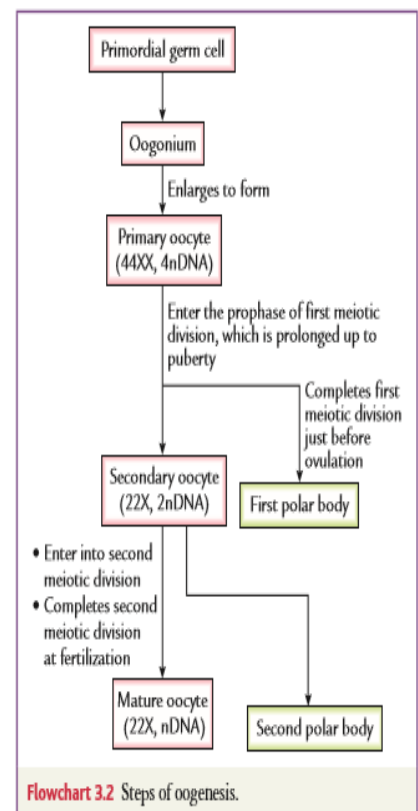 Primordial germ cell
Oogonium
Enlarges to form
Primary oocyte
(44XX, 4nDNA)
Enter the prophase of first meiotic
division, which is prolonged up to
puberty
Completes first
meiotic division
just before
ovulation
Secondary oocyte
(22X, 2nDNA)
First polar body
• Enter into second
meiotic division
• Completes second
meiotic division
at fertilization
Mature oocyte
(22X, nDNA)
Second polar body
Flowchart 3.2 Steps of oogenesis.